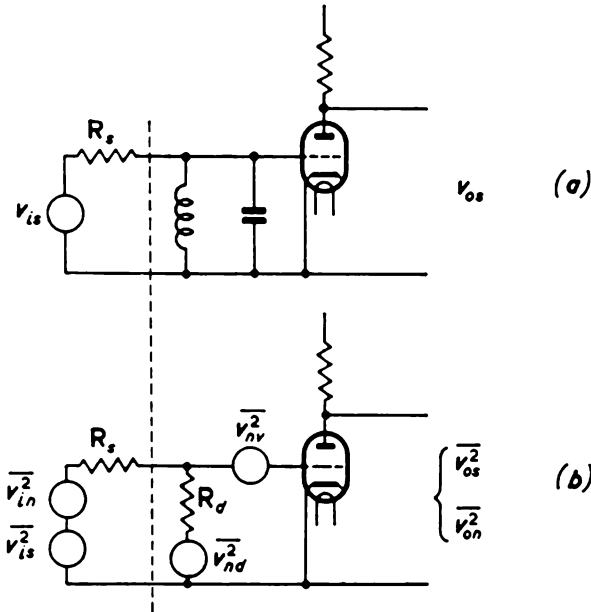 R_s
v_is
v_os
(a)
R_s
\overline{v_{nv}^2}
\overline{v_{in}^2}
R_d
\overline{v_{os}^2}
(b)
\overline{v_{is}^2}
\overline{v_{nd}^2}
\overline{v_{on}^2}